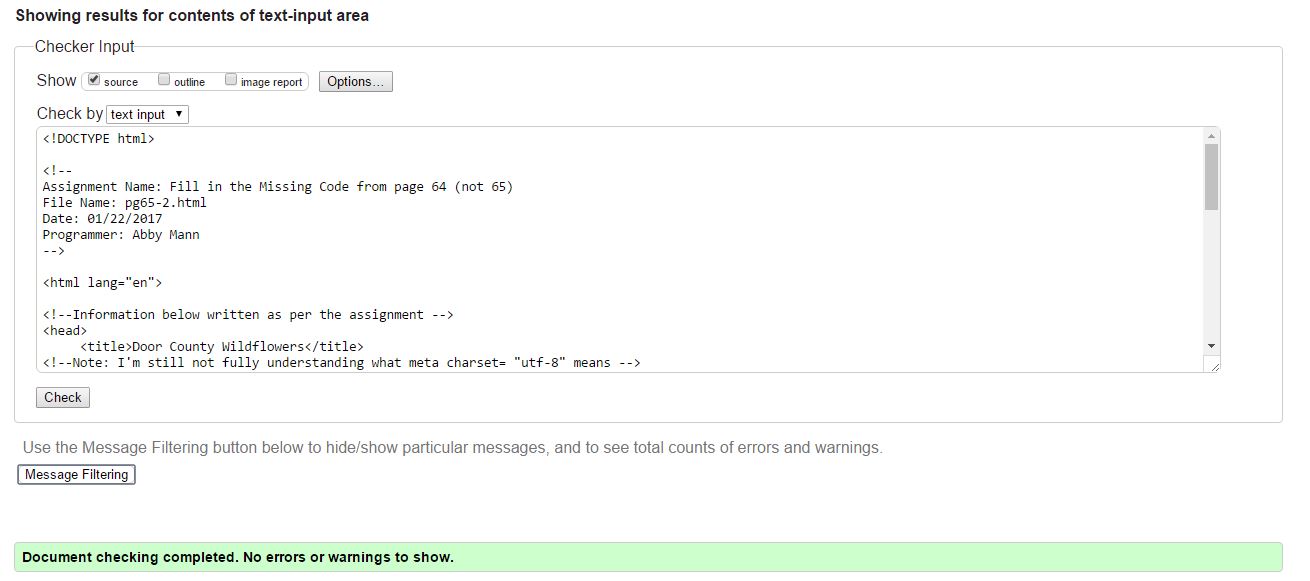 Showing results for contents of text-input area
Checker Input
Show source outline image report Options...
Check by text input
<!DOCTYPE html>
<!--
Assignment Name: Fill in the Missing Code from page 64 (not 65)
File Name: pg65-2.html
Date: 01/22/2017
Programmer: Abby Mann
-->
<html lang="en">
<!--Information below written as per the assignment -->
<head>
<title>Door County Wildflowers</title>
<!--Note: I'm still not fully understanding what meta charset= "utf-8" means -->
Check
Use the Message Filtering button below to hide/show particular messages, and to see total counts of errors and warnings.
Message Filtering
Document checking completed. No errors or warnings to show.